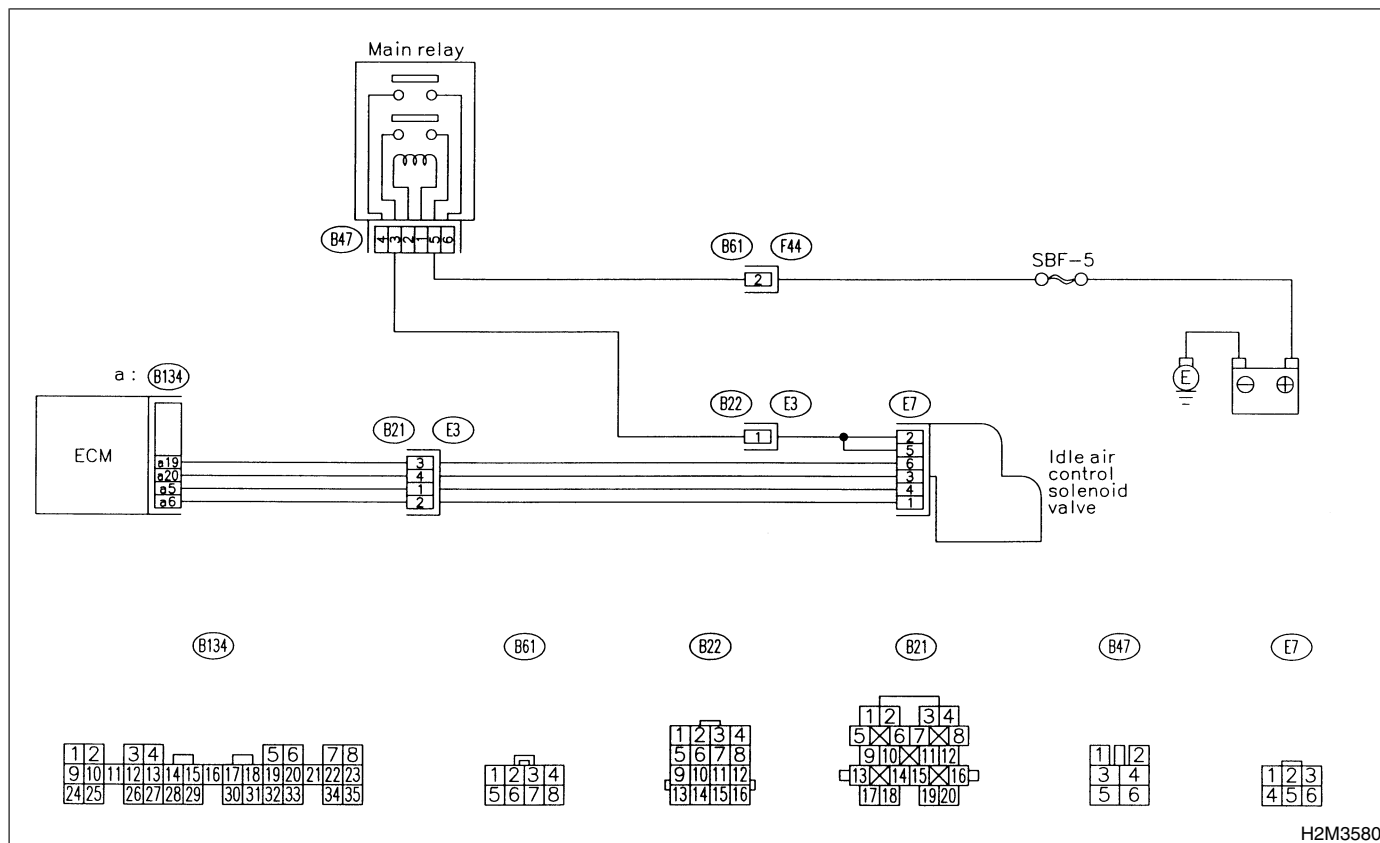 Main relay
B47
4 3 2 1 5 6
B61 F44
2
SBF-5
E
⊖ ⊕
a : B134
ECM
a19
a20
a5
a6
B21 E3
3
4
1
2
B22 E3
1
E7
2
5
6
3
4
1
Idle air
control
solenoid
valve
B134
1 2 3 4 5 6 7 8
9 10 11 12 13 14 15 16 17 18 19 20 21 22 23
24 25 26 27 28 29 30 31 32 33 34 35
B61
1 2 3 4
5 6 7 8
B22
1 2 3 4
5 6 7 8
9 10 11 12
13 14 15 16
B21
1 2 3 4
5 6 7 8
9 10 11 12
13 14 15 16
17 18 19 20
B47
1 2
3 4
5 6
E7
1 2 3
4 5 6
H2M3580